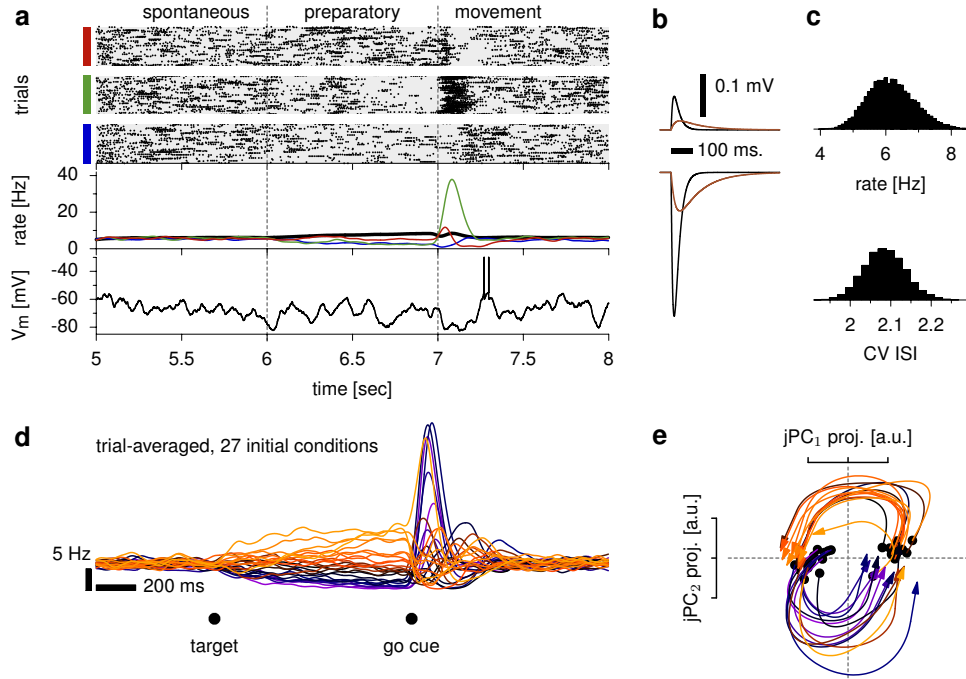 a
spontaneous
preparatory
movement
trials
rate [Hz]
40
20
0
Vm [mV]
-40
-60
-80
5
5.5
6
6.5
7
7.5
8
time [sec]
b
0.1 mV
100 ms.
c
4
6
8
rate [Hz]
2
2.1
2.2
CV ISI
d
trial-averaged, 27 initial conditions
5 Hz
200 ms
target
go cue
e
jPC1 proj. [a.u.]
jPC2 proj. [a.u.]